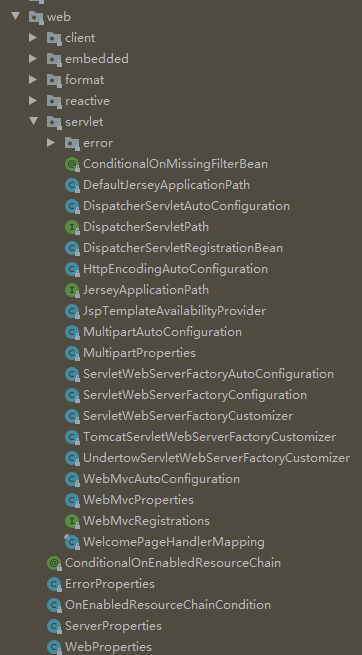 web
client
embedded
format
reactive
servlet
error
ConditionalOnMissingFilterBean
DefaultJerseyApplicationPath
DispatcherServletAutoConfiguration
DispatcherServletPath
DispatcherServletRegistrationBean
HttpEncodingAutoConfiguration
JerseyApplicationPath
JspTemplateAvailabilityProvider
MultipartAutoConfiguration
MultipartProperties
ServletWebServerFactoryAutoConfiguration
ServletWebServerFactoryConfiguration
ServletWebServerFactoryCustomizer
TomcatServletWebServerFactoryCustomizer
UndertowServletWebServerFactoryCustomizer
WebMvcAutoConfiguration
WebMvcProperties
WebMvcRegistrations
WelcomePageHandlerMapping
ConditionalOnEnabledResourceChain
ErrorProperties
OnEnabledResourceChainCondition
ServerProperties
WebProperties